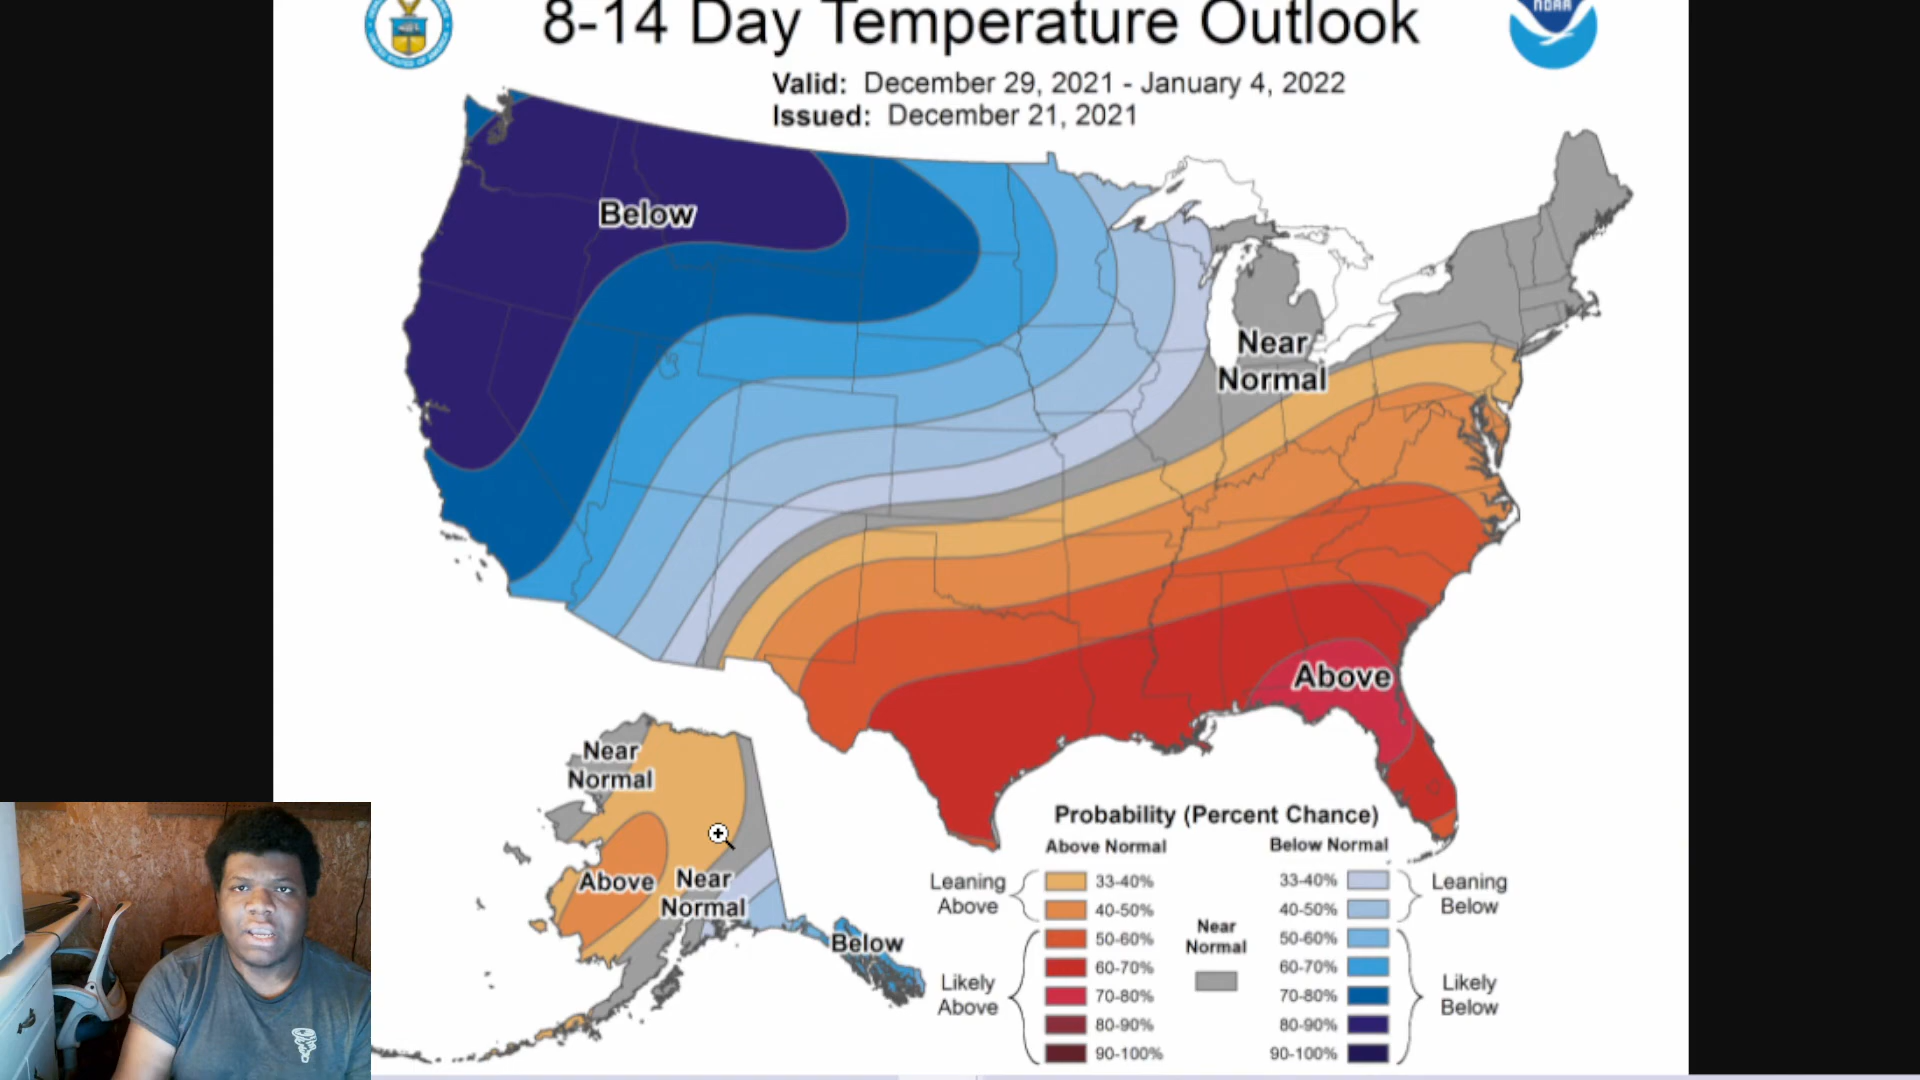 8-14 Day Temperature Outlook
NOAA
Valid: December 29, 2021 - January 4, 2022
Issued: December 21, 2021
Below
Near
Normal
Above
Near
Normal
Above
Near
Normal
Below
Probability (Percent Chance)
Above Normal
Below Normal
Leaning
Above
33-40%
40-50%
Likely
Above
50-60%
60-70%
70-80%
80-90%
90-100%
Near
Normal
33-40%
40-50%
Leaning
Below
50-60%
60-70%
70-80%
80-90%
90-100%
Likely
Below